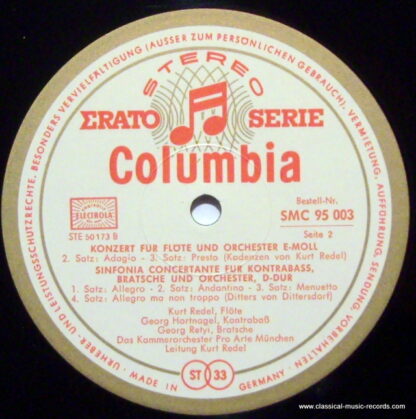 BESONDERS VERVIELFÄLTIGUNG (AUSSER ZUM PERSÖNLICHEN GEBRAUCH), VERMIETUNG, AUFFÜHRUNG, SENDUNG, VORBEHALTEN · MADE IN GERMANY · URHEBER- UND LEISTUNGSSCHUTZRECHTE,
STEREO
ERATO SERIE
Columbia
ELECTROLA
STE 50173 B
Bestell-Nr.
SMC 95 003
Seite 2
KONZERT FÜR FLÖTE UND ORCHESTER E-MOLL
2. Satz: Adagio - 3. Satz: Presto (Kadenzen von Kurt Redel)
SINFONIA CONCERTANTE FÜR KONTRABASS,
BRATSCHE UND ORCHESTER, D-DUR
1. Satz: Allegro - 2. Satz: Andantino - 3. Satz: Menuetto
4. Satz: Allegro ma non troppo (Ditters von Dittersdorf)
Kurt Redel, Flöte
Georg Hörtnagel, Kontrabaß
Georg Retyi, Bratsche
Das Kammerorchester Pro Arte München
Leitung Kurt Redel
ST 33
www.classical-music-records.com